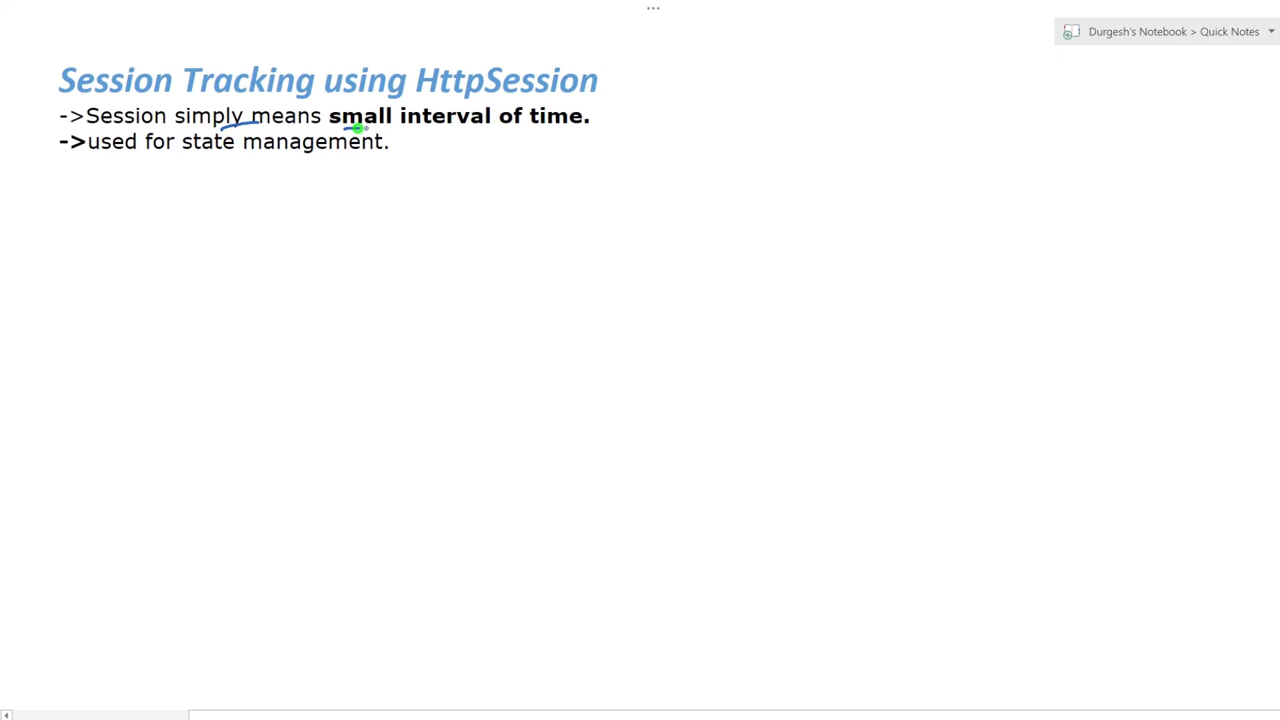 Durgesh's Notebook > Quick Notes
Session Tracking using HttpSession
->Session simply means small interval of time.
->used for state management.